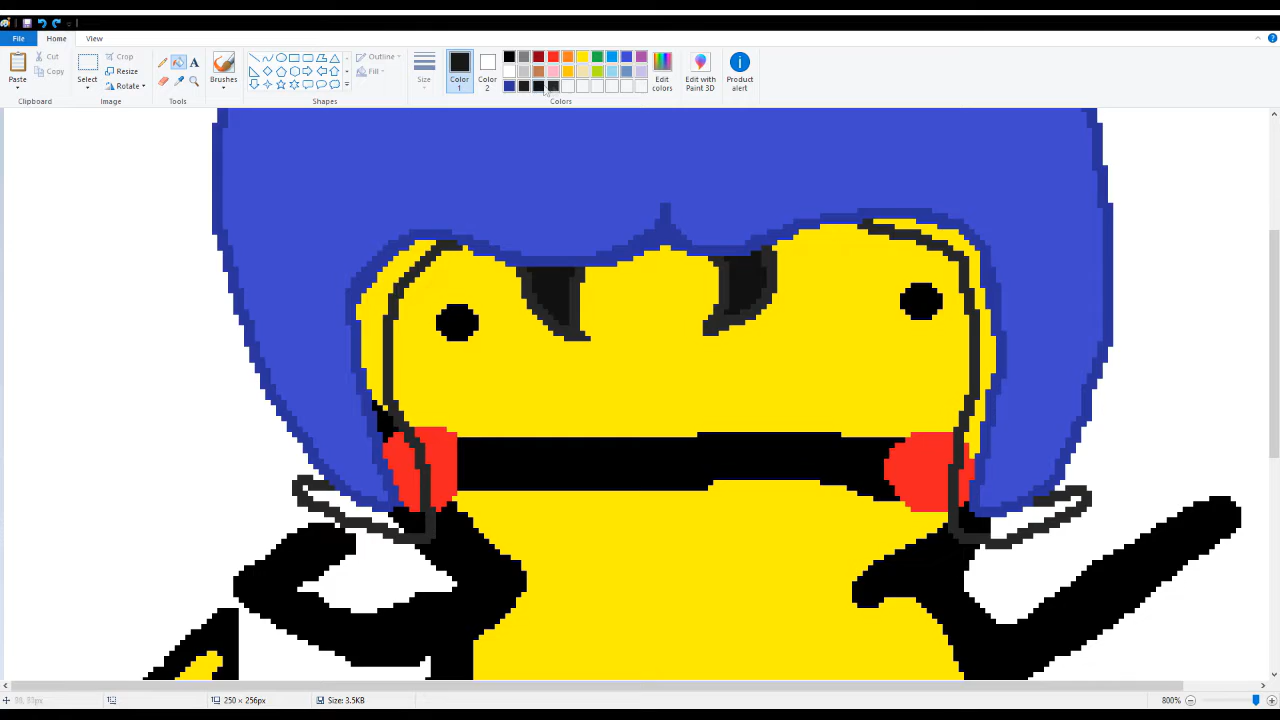 File Home View
Paste
Cut
Copy
Clipboard
Select
Crop
Resize
Rotate
Image
Tools
Brushes
Shapes
Outline
Fill
Size
Color
1
Color
2
Colors
Edit
colors
Edit with
Paint 3D
Product
alert
250 × 256px
Size: 3.5KB
800%